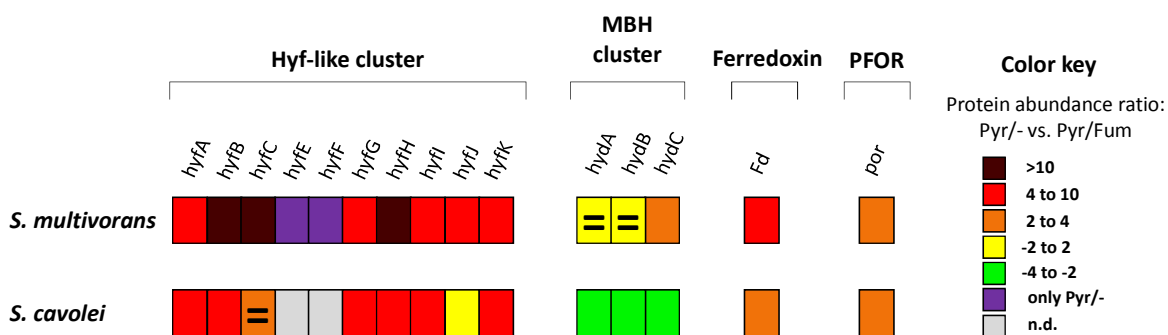 MBH
cluster
Hyf-like cluster
Ferredoxin
PFOR
Color key
Protein abundance ratio:
Pyr/- vs. Pyr/Fum
hyfA
hyfB
hyfC
hyfE
hyfF
hyfG
hyfH
hyfI
hyfJ
hyfK
hydA
hydB
hydC
Fd
por
>10
4 to 10
2 to 4
-2 to 2
-4 to -2
only Pyr/-
n.d.
S. multivorans
= =
S. cavolei
=